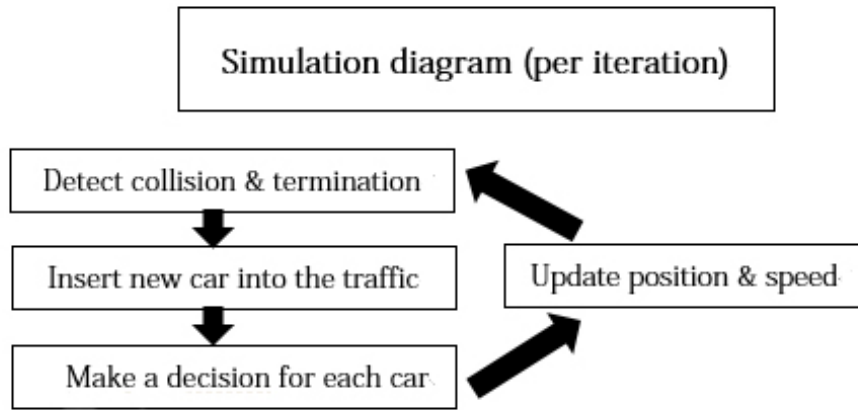 Simulation diagram (per iteration)
Detect collision & termination
Insert new car into the traffic
Make a decision for each car
Update position & speed